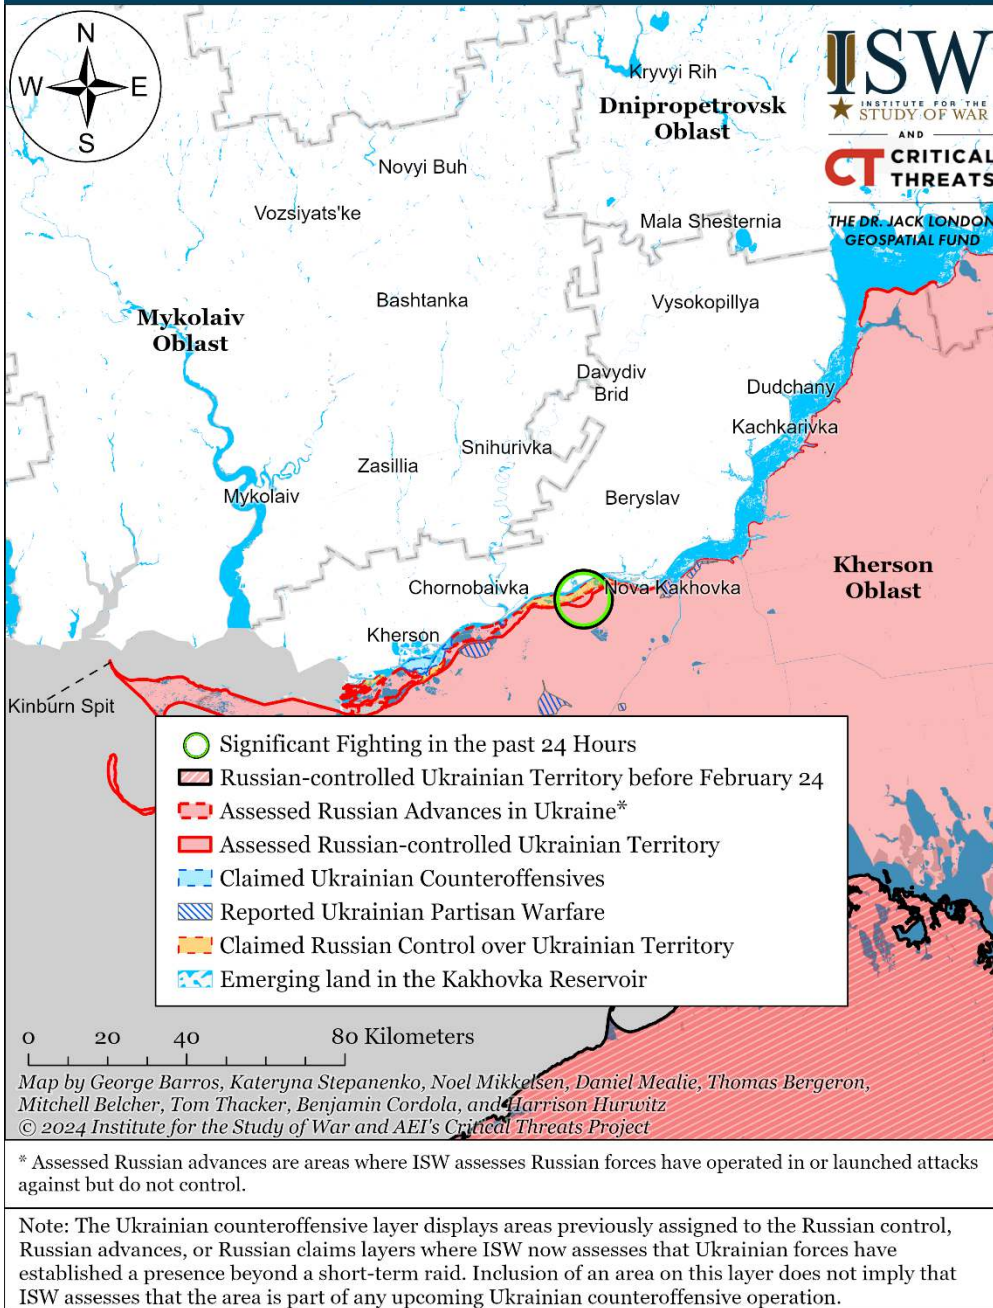 N
W E
S
ISW
INSTITUTE FOR THE
STUDY OF WAR
AND
CT CRITICAL
THREATS
THE DR. JACK LONDON
GEOSPATIAL FUND
Kryvyi Rih
Dnipropetrovsk
Oblast
Novyi Buh
Vozsiyats'ke
Mala Shesternia
Bashtanka
Vysokopillya
Mykolaiv
Oblast
Davydiv
Brid
Dudchany
Kachkarivka
Snihurivka
Zasillia
Mykolaiv
Beryslav
Kherson
Oblast
Chornobaivka
Nova Kakhovka
Kherson
Kinburn Spit
Significant Fighting in the past 24 Hours
Russian-controlled Ukrainian Territory before February 24
Assessed Russian Advances in Ukraine*
Assessed Russian-controlled Ukrainian Territory
Claimed Ukrainian Counteroffensives
Reported Ukrainian Partisan Warfare
Claimed Russian Control over Ukrainian Territory
Emerging land in the Kakhovka Reservoir
0 20 40 80 Kilometers
Map by George Barros, Kateryna Stepanenko, Noel Mikkelsen, Daniel Mealie, Thomas Bergeron,
Mitchell Belcher, Tom Thacker, Benjamin Cordola, and Harrison Hurwitz
© 2024 Institute for the Study of War and AEI's Critical Threats Project
* Assessed Russian advances are areas where ISW assesses Russian forces have operated in or launched attacks
against but do not control.
Note: The Ukrainian counteroffensive layer displays areas previously assigned to the Russian control,
Russian advances, or Russian claims layers where ISW now assesses that Ukrainian forces have
established a presence beyond a short-term raid. Inclusion of an area on this layer does not imply that
ISW assesses that the area is part of any upcoming Ukrainian counteroffensive operation.